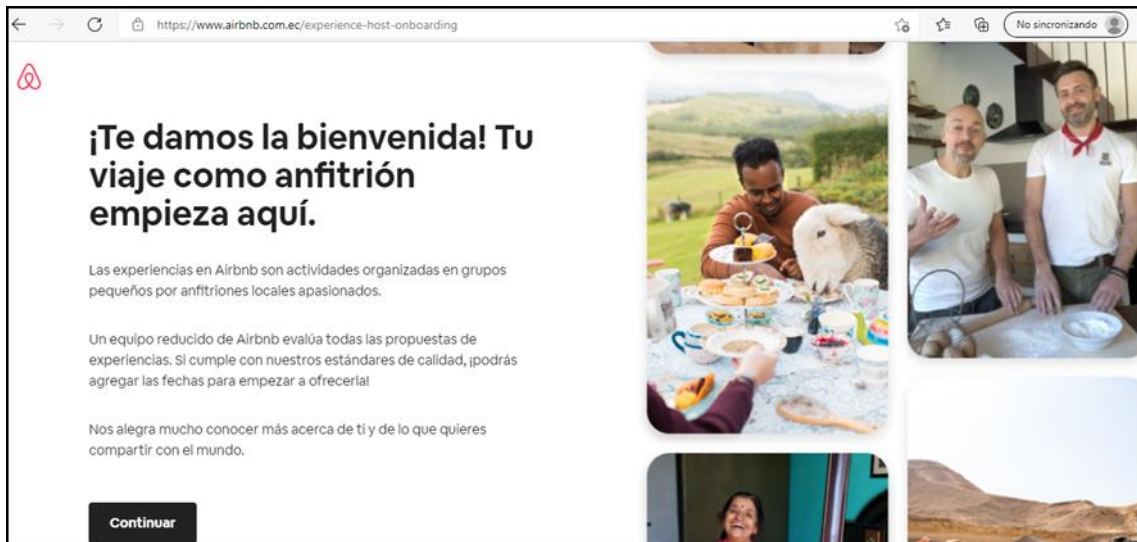 https://www.airbnb.com.ec/experience-host-onboarding
No sincronizando
¡Te damos la bienvenida! Tu
viaje como anfitrión
empieza aquí.
Las experiencias en Airbnb son actividades organizadas en grupos
pequeños por anfitriones locales apasionados.
Un equipo reducido de Airbnb evalúa todas las propuestas de
experiencias. Si cumple con nuestros estándares de calidad, ¡podrás
agregar las fechas para empezar a ofrecerla!
Nos alegra mucho conocer más acerca de ti y de lo que quieres
compartir con el mundo.
Continuar